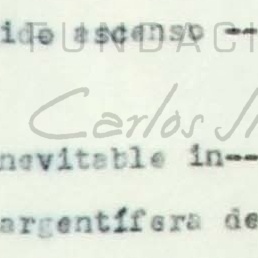 ido ascenso --
FUNDACI
Carlos
nevitable in--
argentífera de